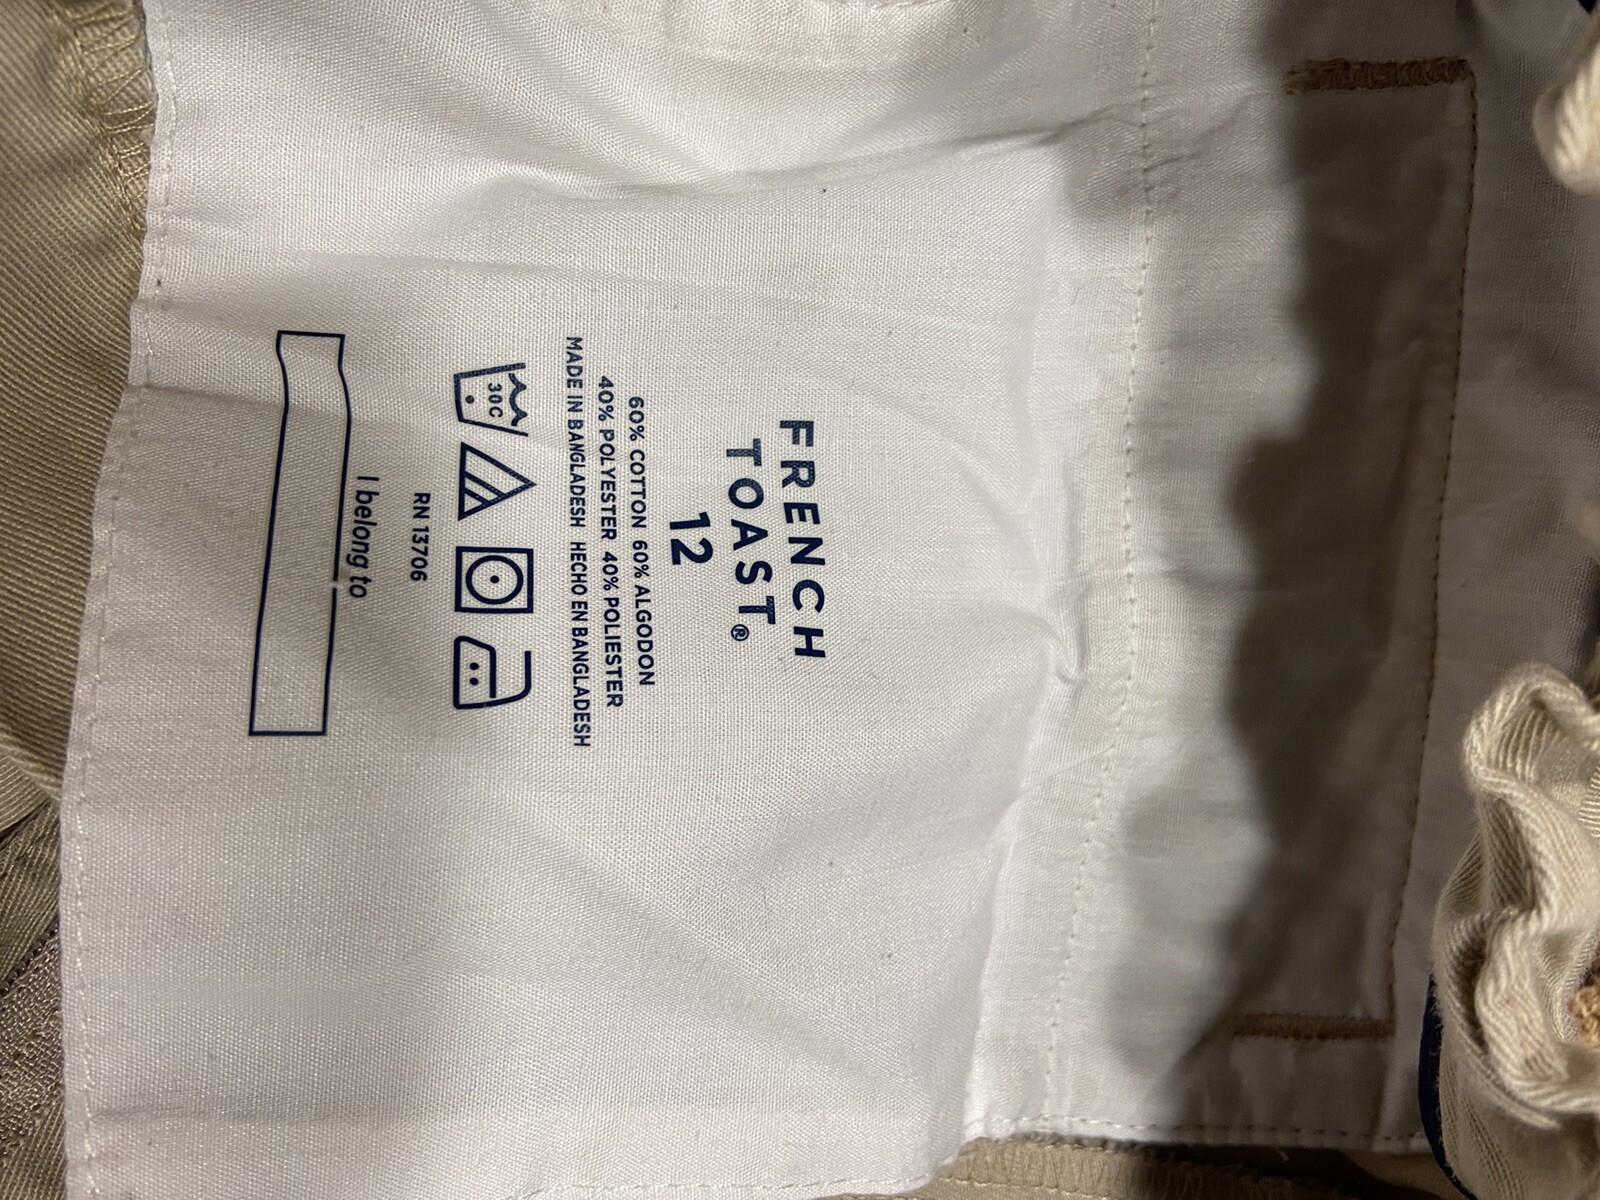 FRENCH
TOAST®
12
60% COTTON 60% ALGODON
40% POLYESTER 40% POLIESTER
MADE IN BANGLADESH HECHO EN BANGLADESH
30C
RN 13706
I belong to